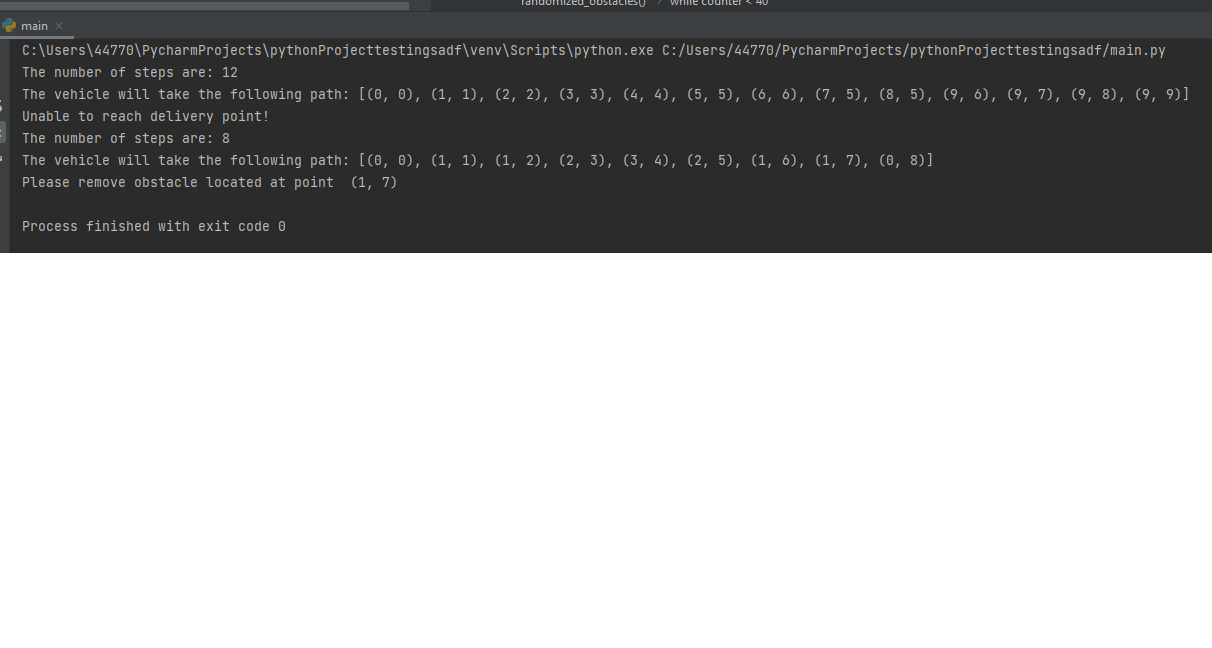 randomized_obstacles() › while counter < 40
main
C:\Users\44770\PycharmProjects\pythonProjecttestingsadf\venv\Scripts\python.exe C:/Users/44770/PycharmProjects/pythonProjecttestingsadf/main.py
The number of steps are: 12
The vehicle will take the following path: [(0, 0), (1, 1), (2, 2), (3, 3), (4, 4), (5, 5), (6, 6), (7, 5), (8, 5), (9, 6), (9, 7), (9, 8), (9, 9)]
Unable to reach delivery point!
The number of steps are: 8
The vehicle will take the following path: [(0, 0), (1, 1), (1, 2), (2, 3), (3, 4), (2, 5), (1, 6), (1, 7), (0, 8)]
Please remove obstacle located at point  (1, 7)
Process finished with exit code 0